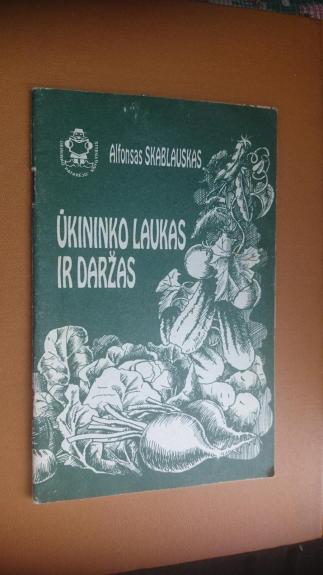 Alfonsas SKABLAUSKAS
ŪKININKO LAUKAS
IR DARŽAS